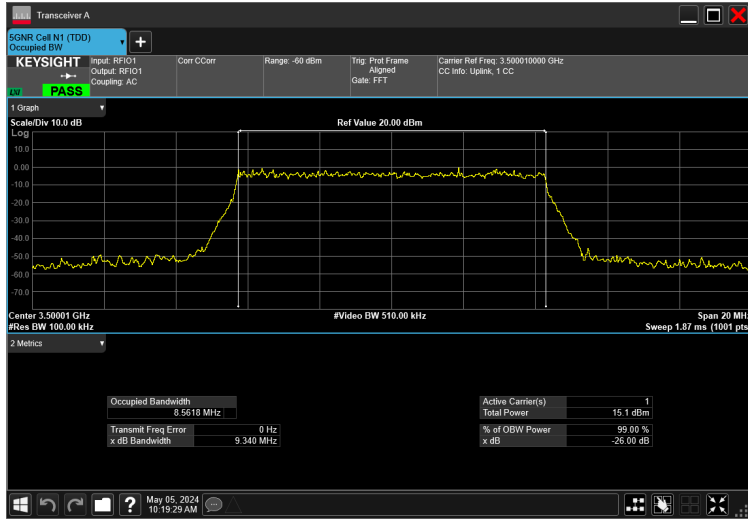 Transceiver A
5GNR Cell N1 (TDD)
Occupied BW
KEYSIGHT
PASS
Input: RFIO1
Output: RFIO1
Coupling: AC
Corr CCorr
Range: -60 dBm
Trig: Prot Frame
Aligned
Gate: FFT
Carrier Ref Freq: 3.500010000 GHz
CC Info: Uplink, 1 CC
1 Graph
Scale/Div 10.0 dB
Ref Value 20.00 dBm
Log
10.0
0.00
-10.0
-20.0
-30.0
-40.0
-50.0
-60.0
-70.0
Center 3.50001 GHz
#Video BW 510.00 kHz
Span 20 MH
#Res BW 100.00 kHz
Sweep 1.87 ms (1001 pts
2 Metrics
Occupied Bandwidth
8.5618 MHz
Active Carrier(s) 1
Total Power 15.1 dBm
Transmit Freq Error 0 Hz
x dB Bandwidth 9.340 MHz
% of OBW Power 99.00 %
x dB -26.00 dB
May 05, 2024
10:19:29 AM